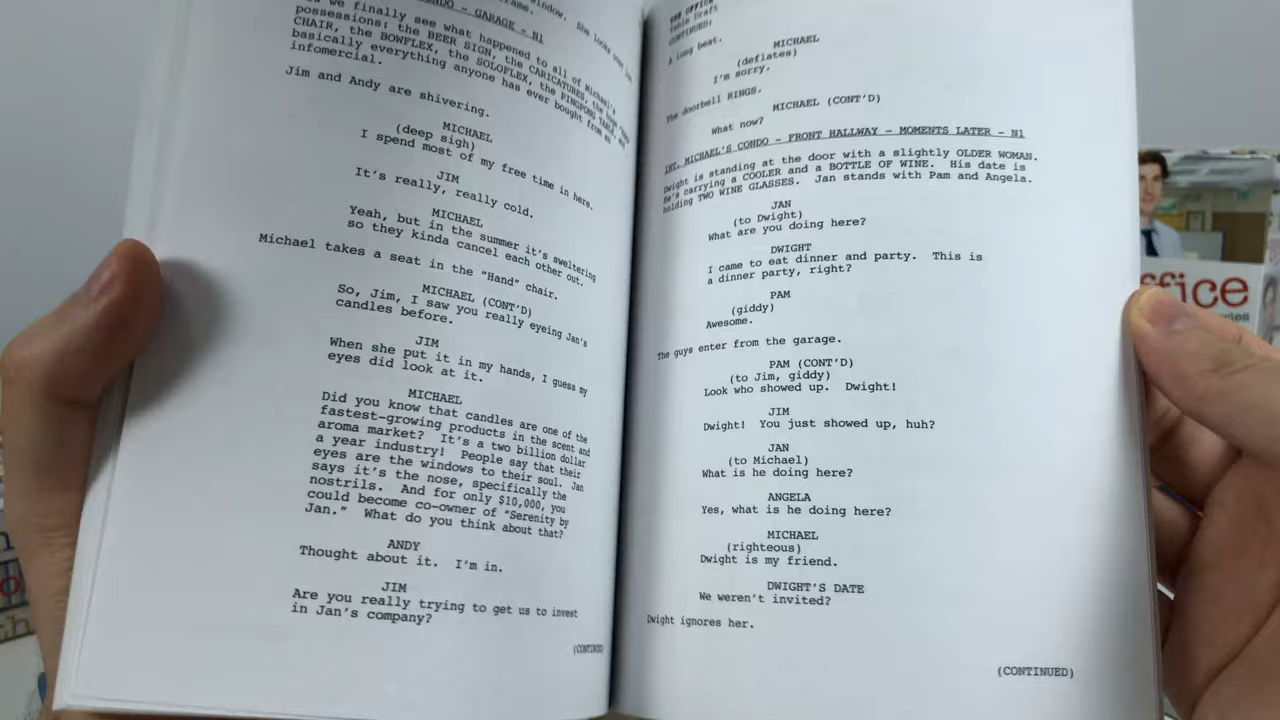 window. She looks over
frame.
CONDO - GARAGE - N1
we finally see what happened to all of Michael's
possessions: the BEER SIGN, the CARICATURES, the
CHAIR, the BOWFLEX, the SOLOFLEX, the PINGPONG TABLE,
basically everything anyone has ever bought from an
infomercial.
Jim and Andy are shivering.
MICHAEL
(deep sigh)
I spend most of my free time in here.
JIM
It's really, really cold.
MICHAEL
Yeah, but in the summer it's sweltering
so they kinda cancel each other out.
Michael takes a seat in the "Hand" chair.
MICHAEL (CONT'D)
So, Jim, I saw you really eyeing Jan's
candles before.
JIM
When she put it in my hands, I guess my
eyes did look at it.
MICHAEL
Did you know that candles are one of the
fastest-growing products in the scent and
aroma market? It's a two billion dollar
a year industry! People say that their
eyes are the windows to their soul. Jan
says it's the nose, specifically the
nostrils. And for only $10,000, you
could become co-owner of "Serenity by
Jan." What do you think about that?
ANDY
Thought about it. I'm in.
JIM
Are you really trying to get us to invest
in Jan's company?
(CONTINUED)
THE OFFICE
Table Draft
CONTINUED:
A long beat.
MICHAEL
(deflates)
I'm sorry.
The doorbell RINGS.
MICHAEL (CONT'D)
What now?
INT. MICHAEL'S CONDO - FRONT HALLWAY - MOMENTS LATER - N1
Dwight is standing at the door with a slightly OLDER WOMAN.
He's carrying a COOLER and a BOTTLE OF WINE. His date is
holding TWO WINE GLASSES. Jan stands with Pam and Angela.
JAN
(to Dwight)
What are you doing here?
DWIGHT
I came to eat dinner and party. This is
a dinner party, right?
PAM
(giddy)
Awesome.
The guys enter from the garage.
PAM (CONT'D)
(to Jim, giddy)
Look who showed up. Dwight!
JIM
Dwight! You just showed up, huh?
JAN
(to Michael)
What is he doing here?
ANGELA
Yes, what is he doing here?
MICHAEL
(righteous)
Dwight is my friend.
DWIGHT'S DATE
We weren't invited?
Dwight ignores her.
(CONTINUED)
ffice